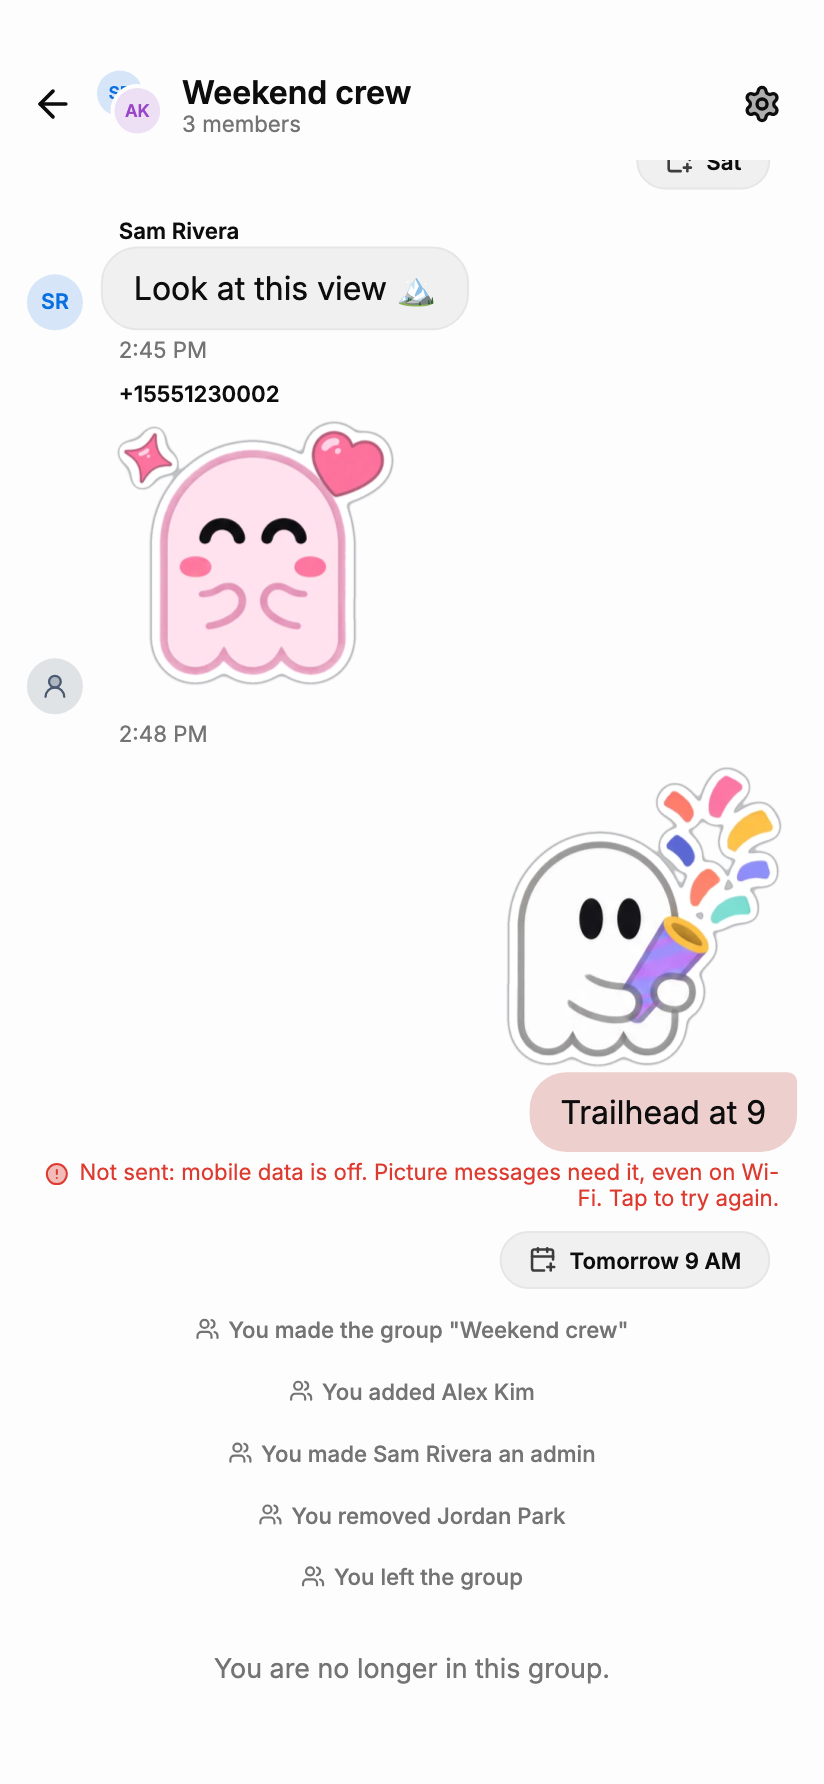 SR
AK
Weekend crew
3 members
Sat
Sam Rivera
Look at this view
SR
2:45 PM
+15551230002
2:48 PM
Trailhead at 9
Not sent: mobile data is off. Picture messages need it, even on Wi-
Fi. Tap to try again.
Tomorrow 9 AM
You made the group "Weekend crew"
You added Alex Kim
You made Sam Rivera an admin
You removed Jordan Park
You left the group
You are no longer in this group.